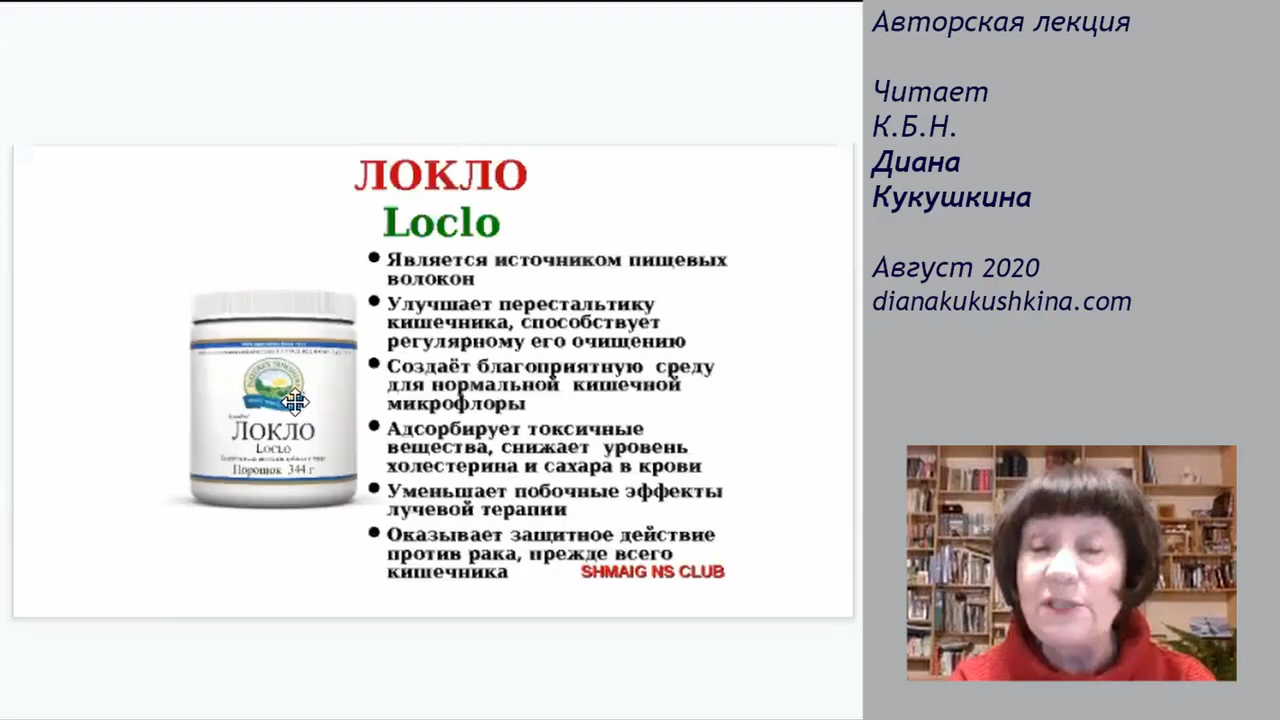 ЛОКЛО
Loclo
Является источником пищевых
волокон
Улучшает перестальтику
кишечника, способствует
регулярному его очищению
Создаёт благоприятную среду
для нормальной кишечной
микрофлоры
Адсорбирует токсичные
вещества, снижает уровень
холестерина и сахара в крови
Уменьшает побочные эффекты
лучевой терапии
Оказывает защитное действие
против рака, прежде всего
кишечника
SHMAIG NS CLUB
ЛОКЛО
LOCLO
Порошок 344 г
Авторская лекция
Читает
К.Б.Н.
Диана
Кукушкина
Август 2020
dianakukushkina.com